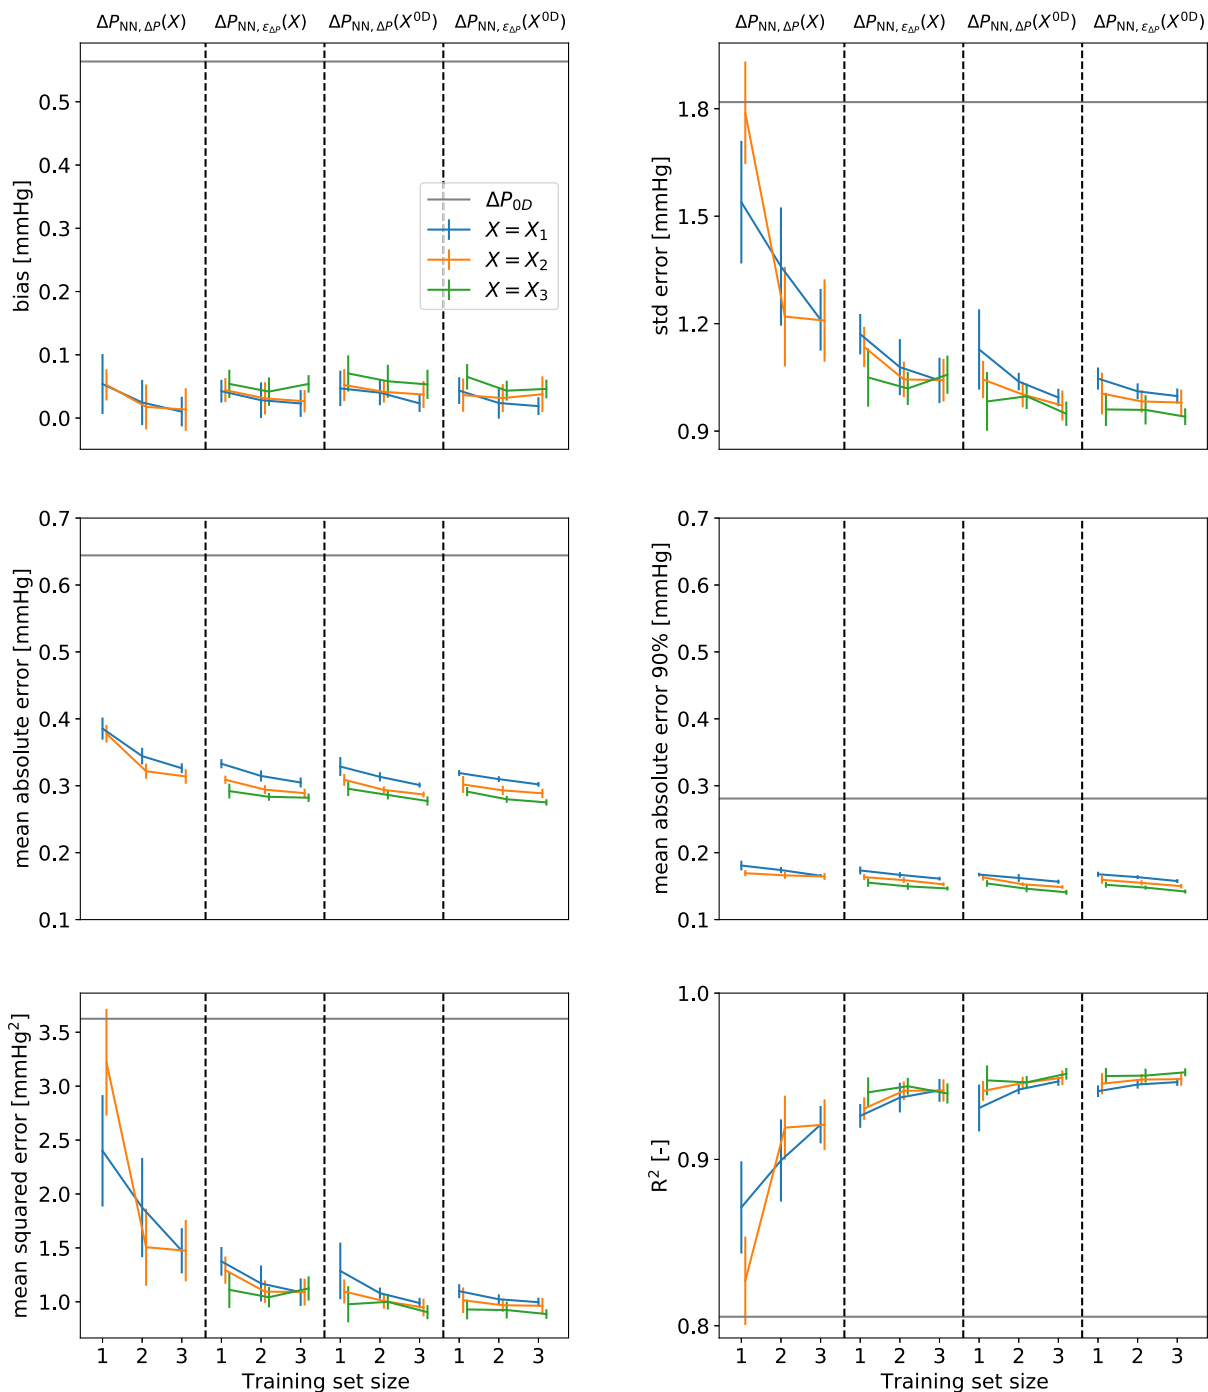 ΔP_NN, ΔP(X) ΔP_NN, ε_ΔP(X) ΔP_NN, ΔP(X^0D) ΔP_NN, ε_ΔP(X^0D)
ΔP_NN, ΔP(X) ΔP_NN, ε_ΔP(X) ΔP_NN, ΔP(X^0D) ΔP_NN, ε_ΔP(X^0D)
bias [mmHg]
0.5
0.4
0.3
0.2
0.1
0.0
ΔP_0D
X = X_1
X = X_2
X = X_3
std error [mmHg]
1.8
1.5
1.2
0.9
mean absolute error [mmHg]
0.7
0.6
0.5
0.4
0.3
0.2
0.1
mean absolute error 90% [mmHg]
0.7
0.6
0.5
0.4
0.3
0.2
0.1
mean squared error [mmHg²]
3.5
3.0
2.5
2.0
1.5
1.0
1 2 3 1 2 3 1 2 3 1 2 3
Training set size
R² [-]
1.0
0.9
0.8
1 2 3 1 2 3 1 2 3 1 2 3
Training set size